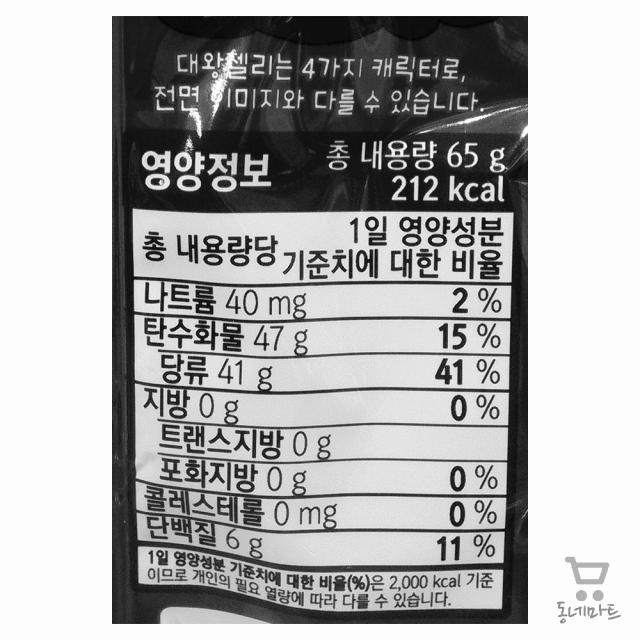 대왕젤리는 4가지 캐릭터로,
전면 이미지와 다를 수 있습니다.
영양정보
총 내용량 65 g
212 kcal
총 내용량당
1일 영양성분
기준치에 대한 비율
나트륨 40 mg 2 %
탄수화물 47 g 15 %
당류 41 g 41 %
지방 0 g 0 %
트랜스지방 0 g
포화지방 0 g 0 %
콜레스테롤 0 mg 0 %
단백질 6 g 11 %
1일 영양성분 기준치에 대한 비율(%)은 2,000 kcal 기준
이므로 개인의 필요 열량에 따라 다를 수 있습니다.
동네마트